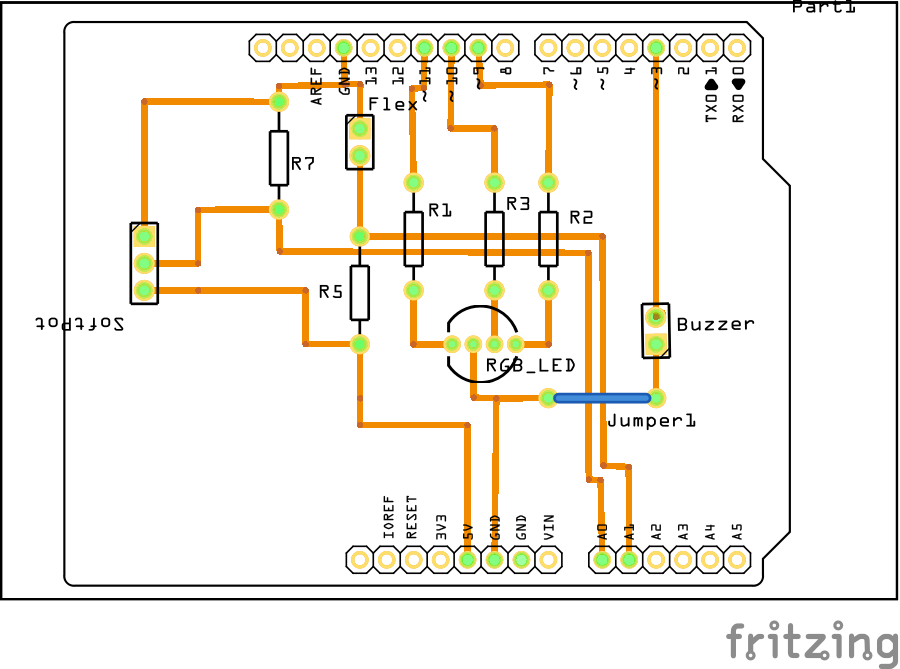 Part1
AREF
GND
13
12
~11
~10
~9
8
7
~6
~5
4
~3
2
TX0▶1
RX0◀0
Flex
R7
R1
R3
R2
R5
SoftPot
Buzzer
RGB_LED
Jumper1
IOREF
RESET
3V3
5V
GND
GND
VIN
A0
A1
A2
A3
A4
A5
fritzing